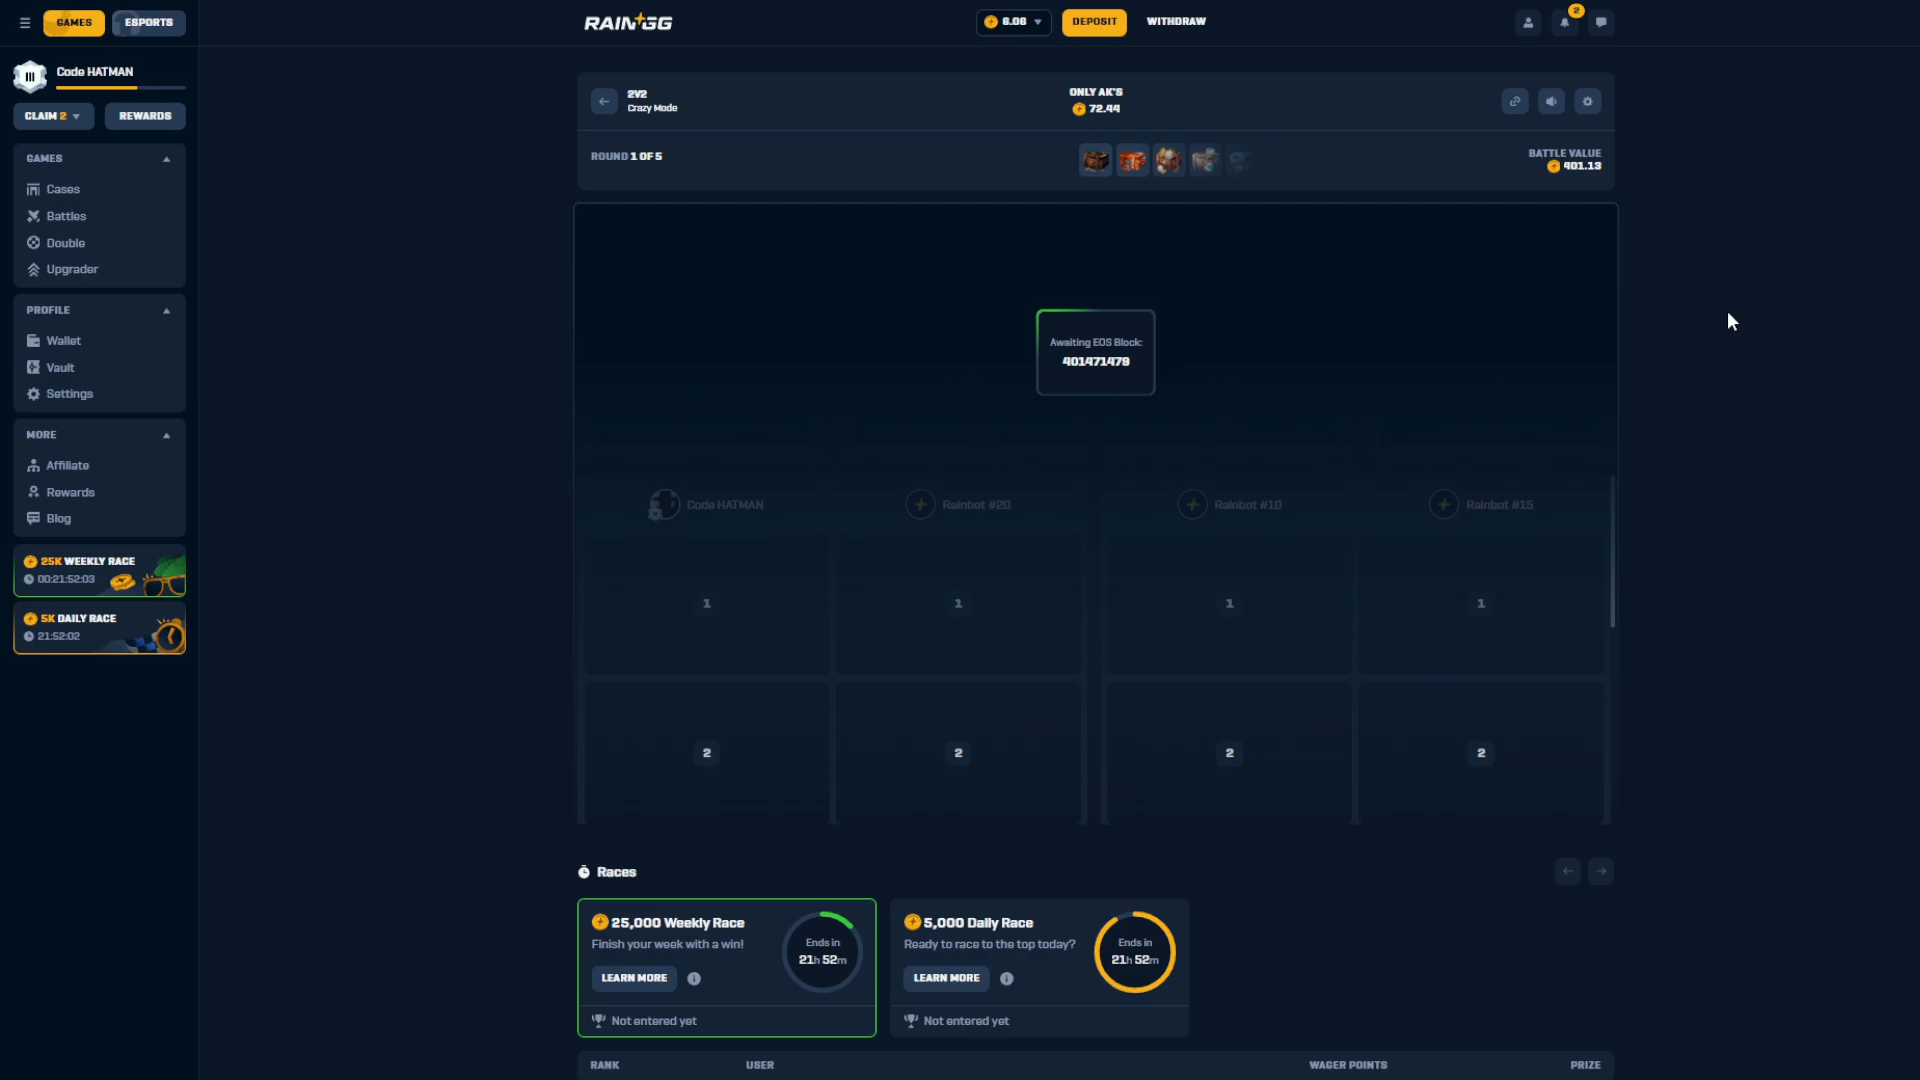 GAMES
ESPORTS
RAIN GG
6.06
DEPOSIT
WITHDRAW
2
III
Code HATMAN
CLAIM 2
REWARDS
GAMES
Cases
Battles
Double
Upgrader
PROFILE
Wallet
Vault
Settings
MORE
Affiliate
Rewards
Blog
25K WEEKLY RACE
00:21:52:03
5K DAILY RACE
21:52:02
2V2
Crazy Mode
ONLY AK'S
72.44
ROUND 1 OF 5
BATTLE VALUE
401.13
Awaiting EOS Block:
401471479
Code HATMAN
Rainbot #20
Rainbot #10
Rainbot #15
1
1
1
1
2
2
2
2
Races
25,000 Weekly Race
Finish your week with a win!
LEARN MORE
Ends in
21h 52m
Not entered yet
5,000 Daily Race
Ready to race to the top today?
LEARN MORE
Ends in
21h 52m
Not entered yet
RANK
USER
WAGER POINTS
PRIZE